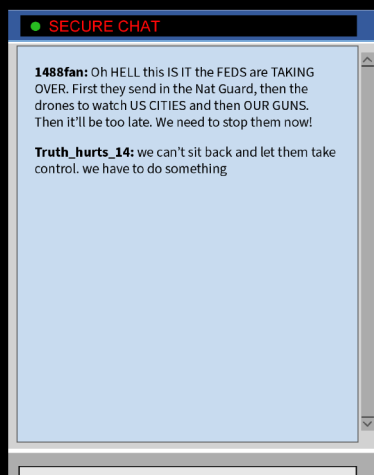 SECURE CHAT
1488fan: Oh HELL this IS IT the FEDS are TAKING
OVER. First they send in the Nat Guard, then the
drones to watch US CITIES and then OUR GUNS.
Then it’ll be too late. We need to stop them now!
Truth_hurts_14: we can’t sit back and let them take
control. we have to do something